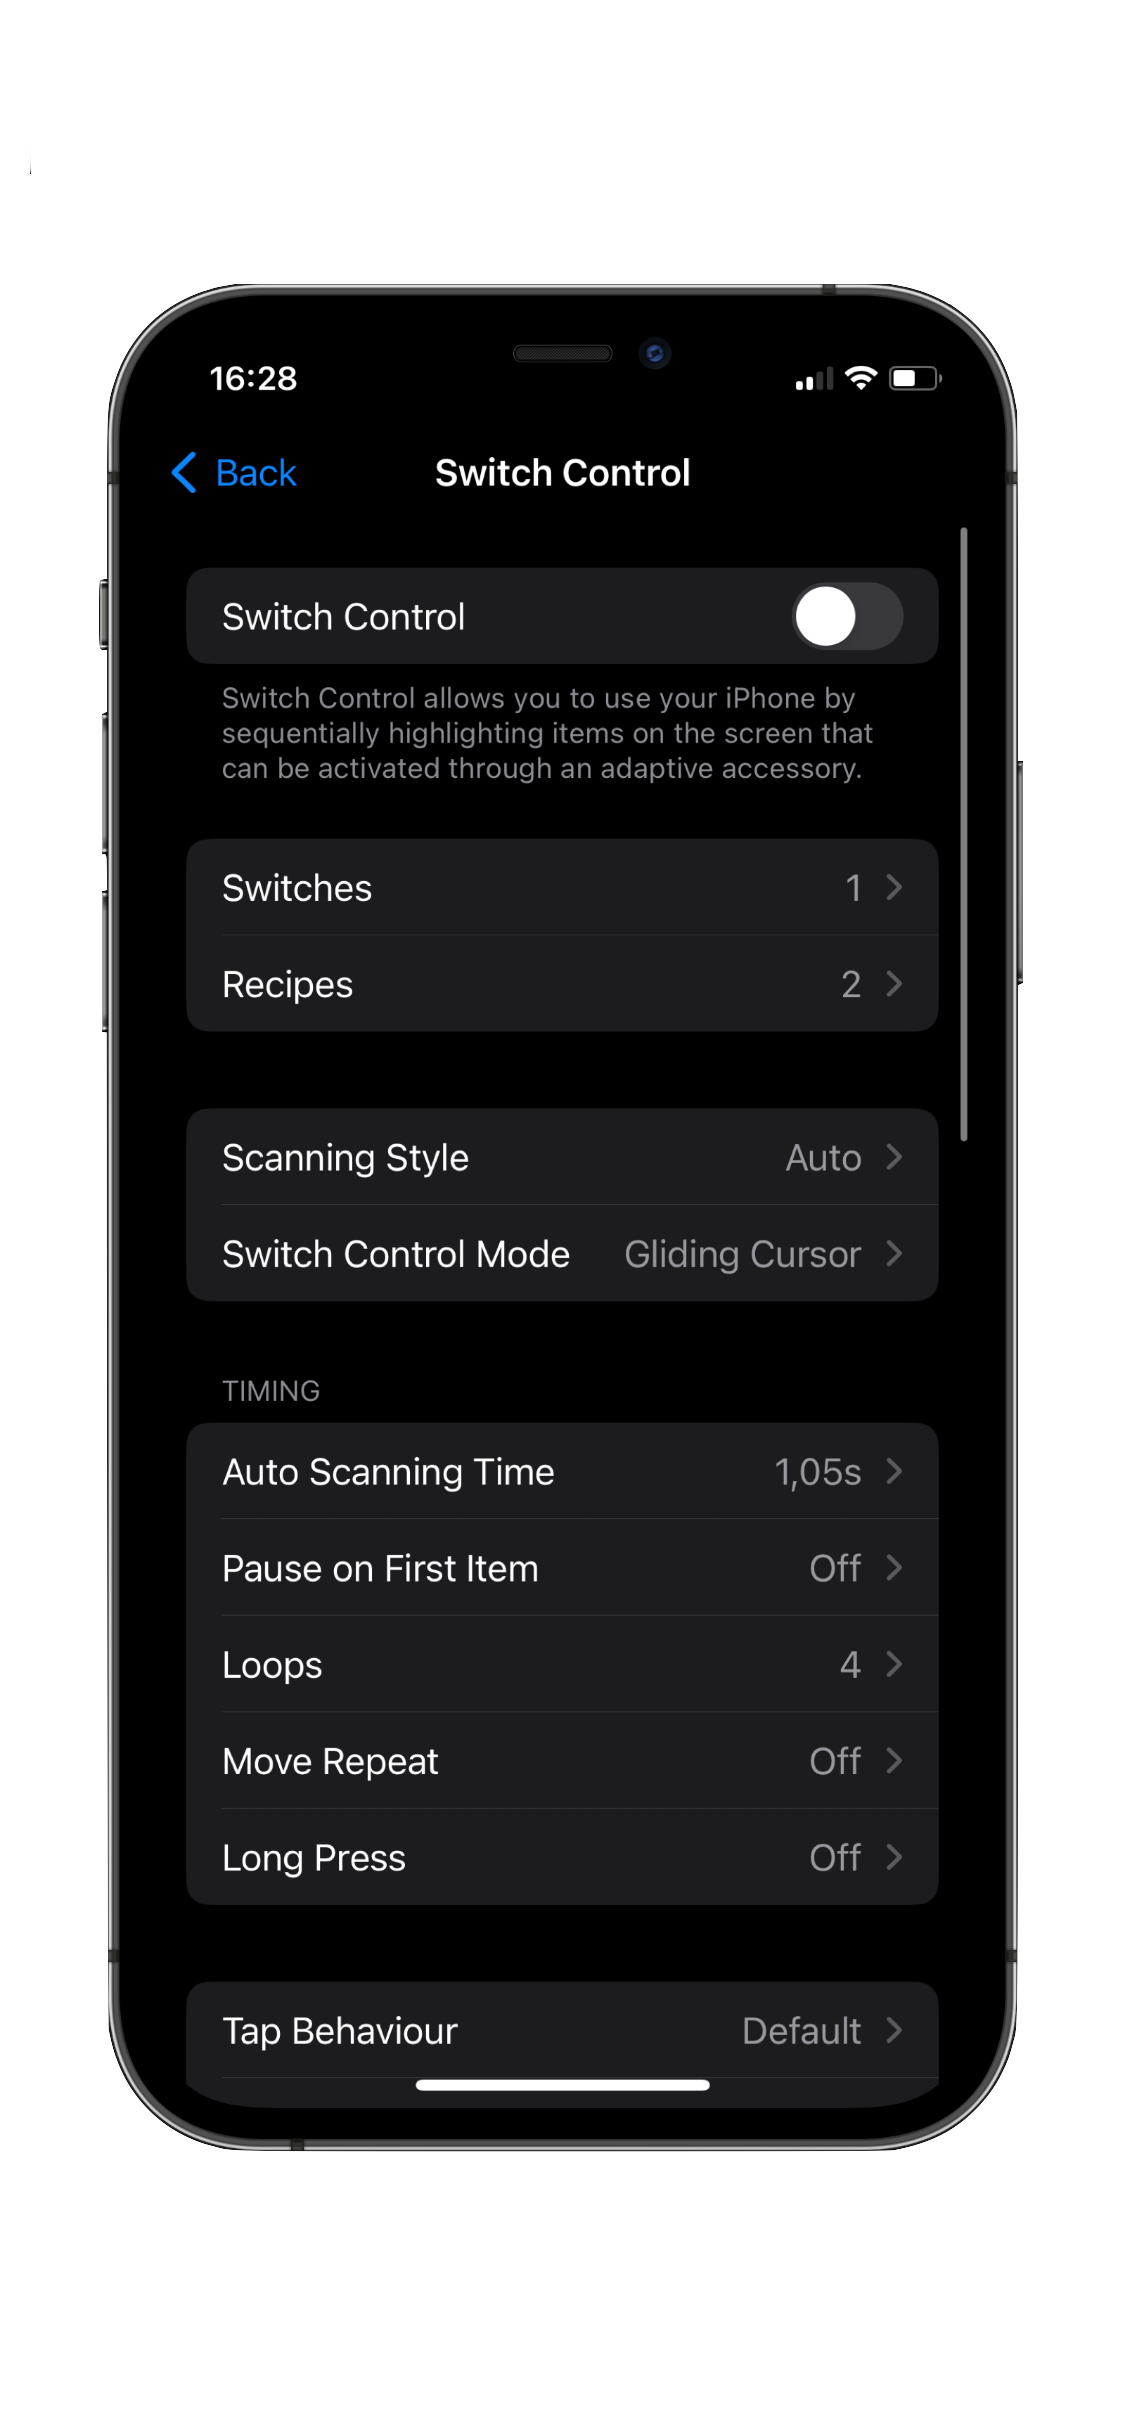 16:28
Back
Switch Control
Switch Control
Switch Control allows you to use your iPhone by
sequentially highlighting items on the screen that
can be activated through an adaptive accessory.
Switches 1
Recipes 2
Scanning Style Auto
Switch Control Mode Gliding Cursor
TIMING
Auto Scanning Time 1,05s
Pause on First Item Off
Loops 4
Move Repeat Off
Long Press Off
Tap Behaviour Default